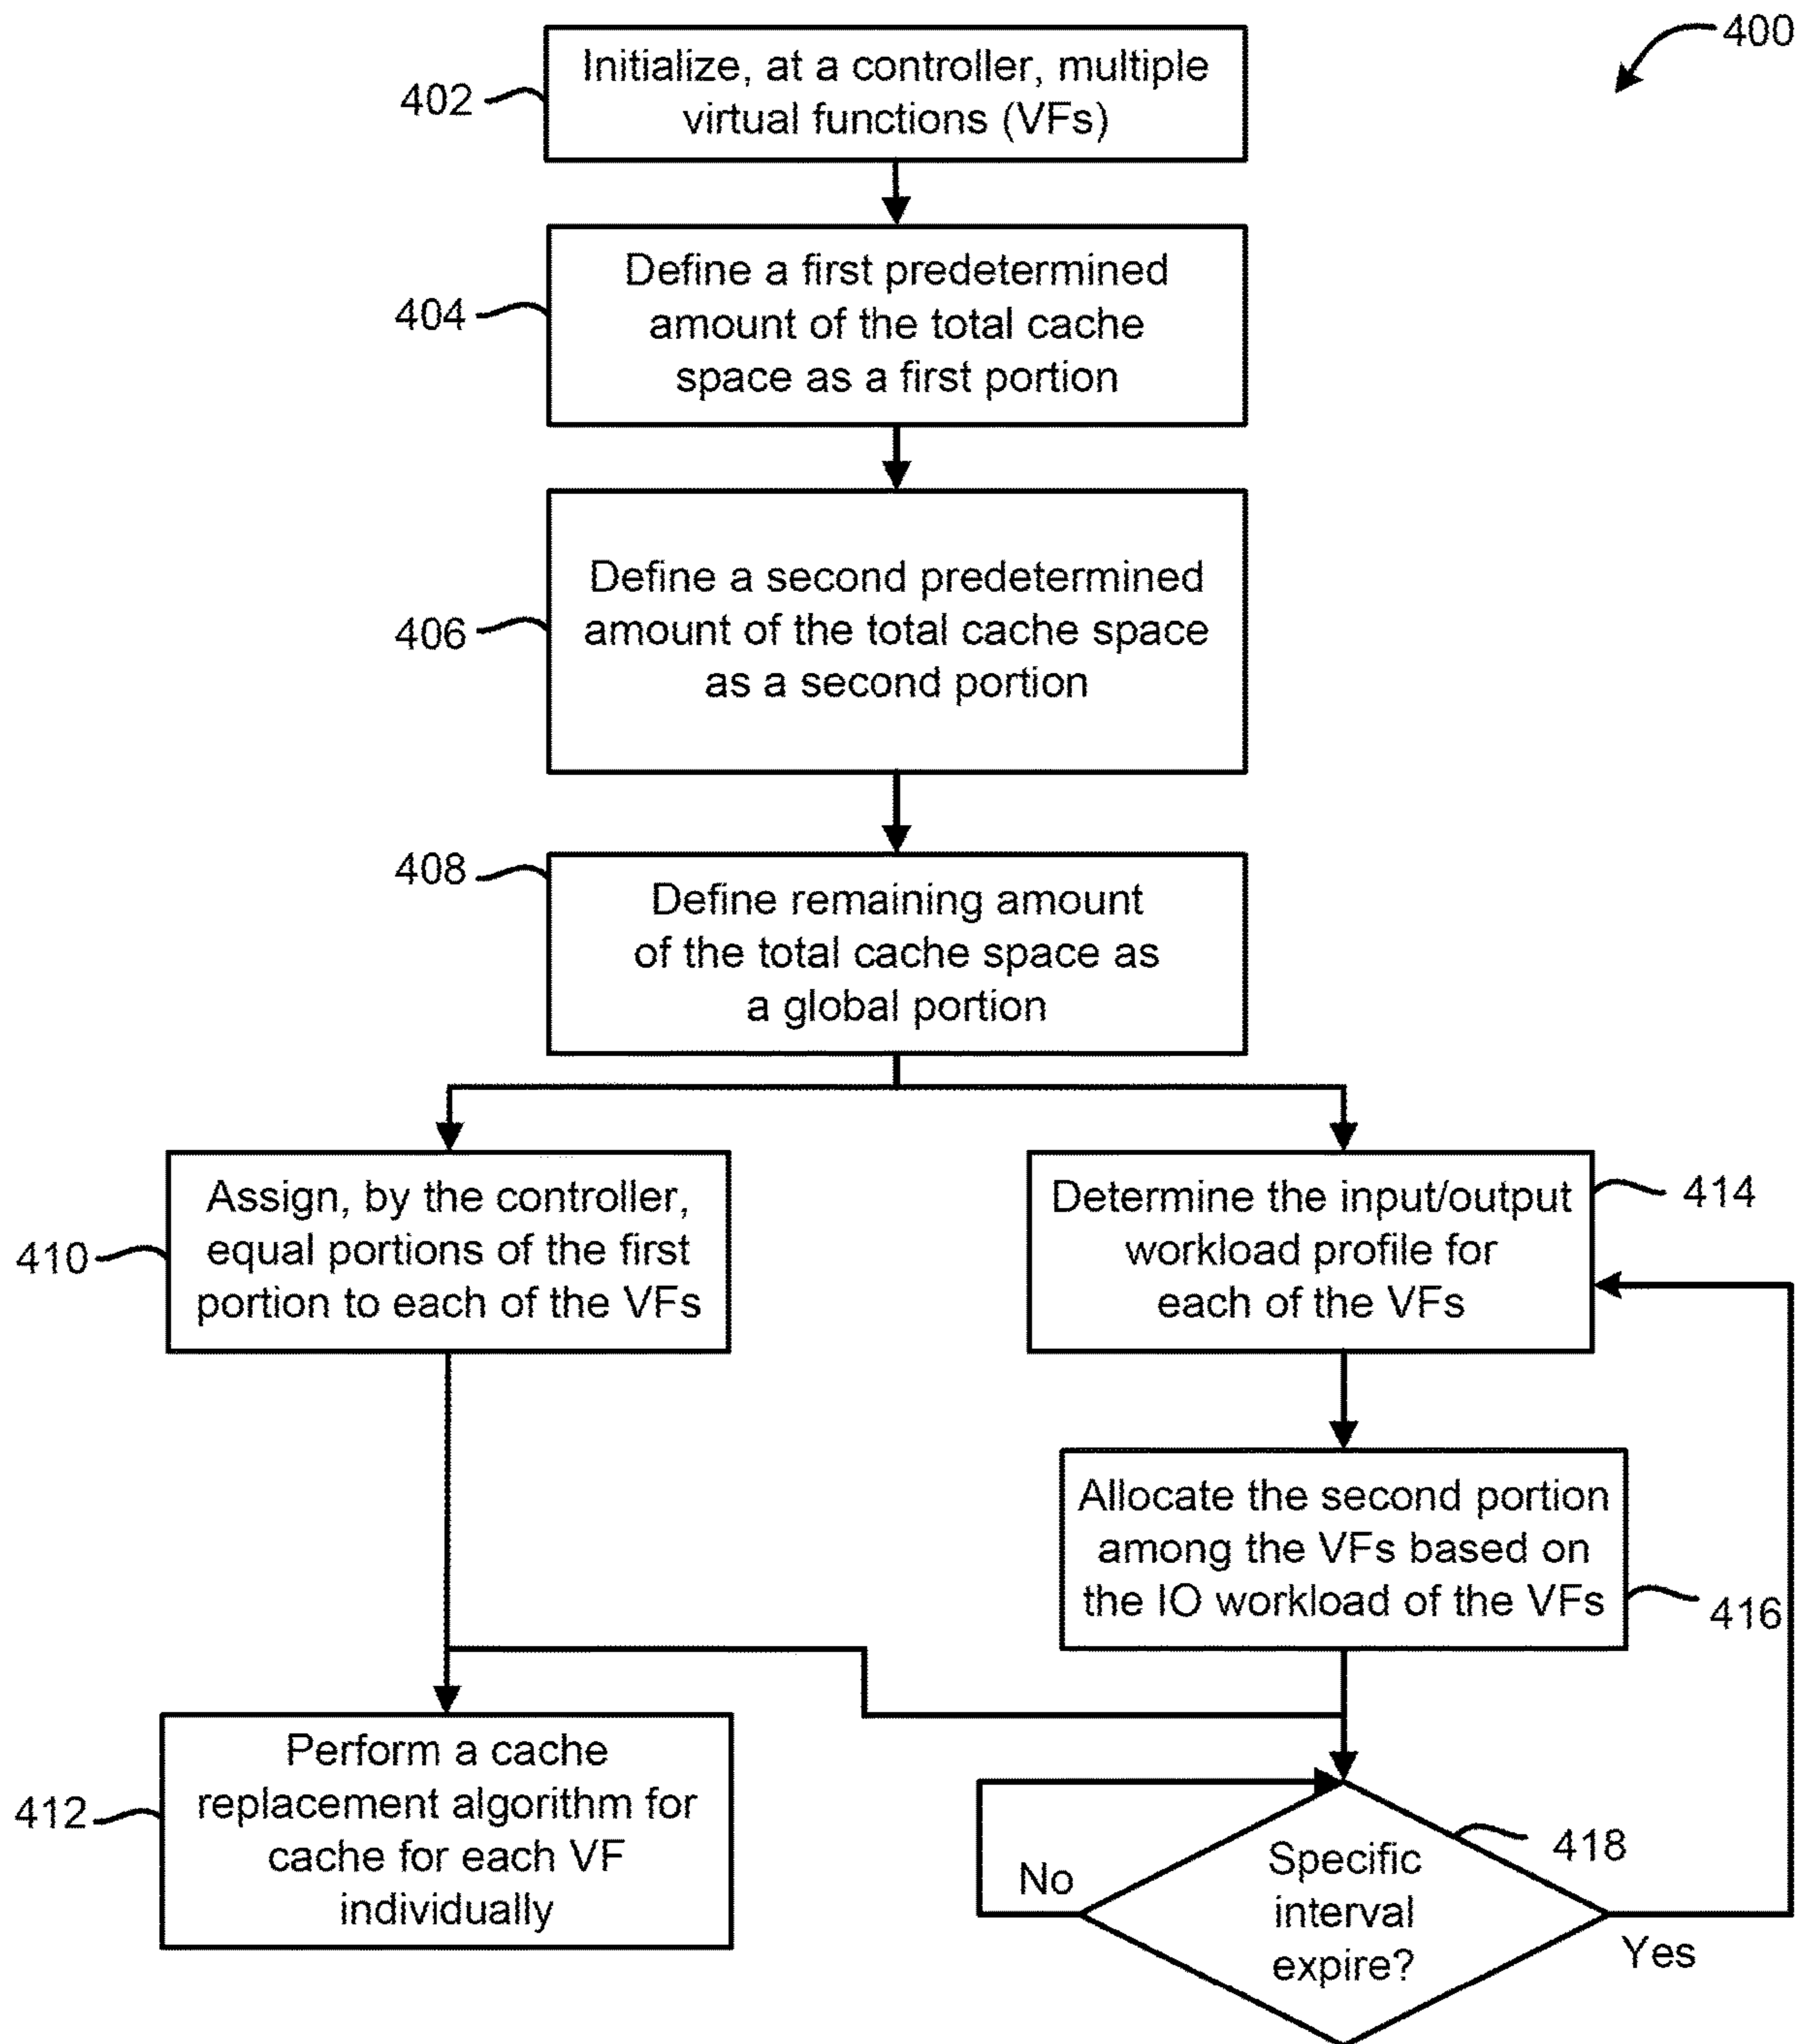 400
402
Initialize, at a controller, multiple
virtual functions (VFs)
404
Define a first predetermined
amount of the total cache
space as a first portion
406
Define a second predetermined
amount of the total cache space
as a second portion
408
Define remaining amount
of the total cache space as
a global portion
410
Assign, by the controller,
equal portions of the first
portion to each of the VFs
414
Determine the input/output
workload profile for
each of the VFs
416
Allocate the second portion
among the VFs based on
the IO workload of the VFs
412
Perform a cache
replacement algorithm for
cache for each VF
individually
418
Specific
interval
expire?
No
Yes